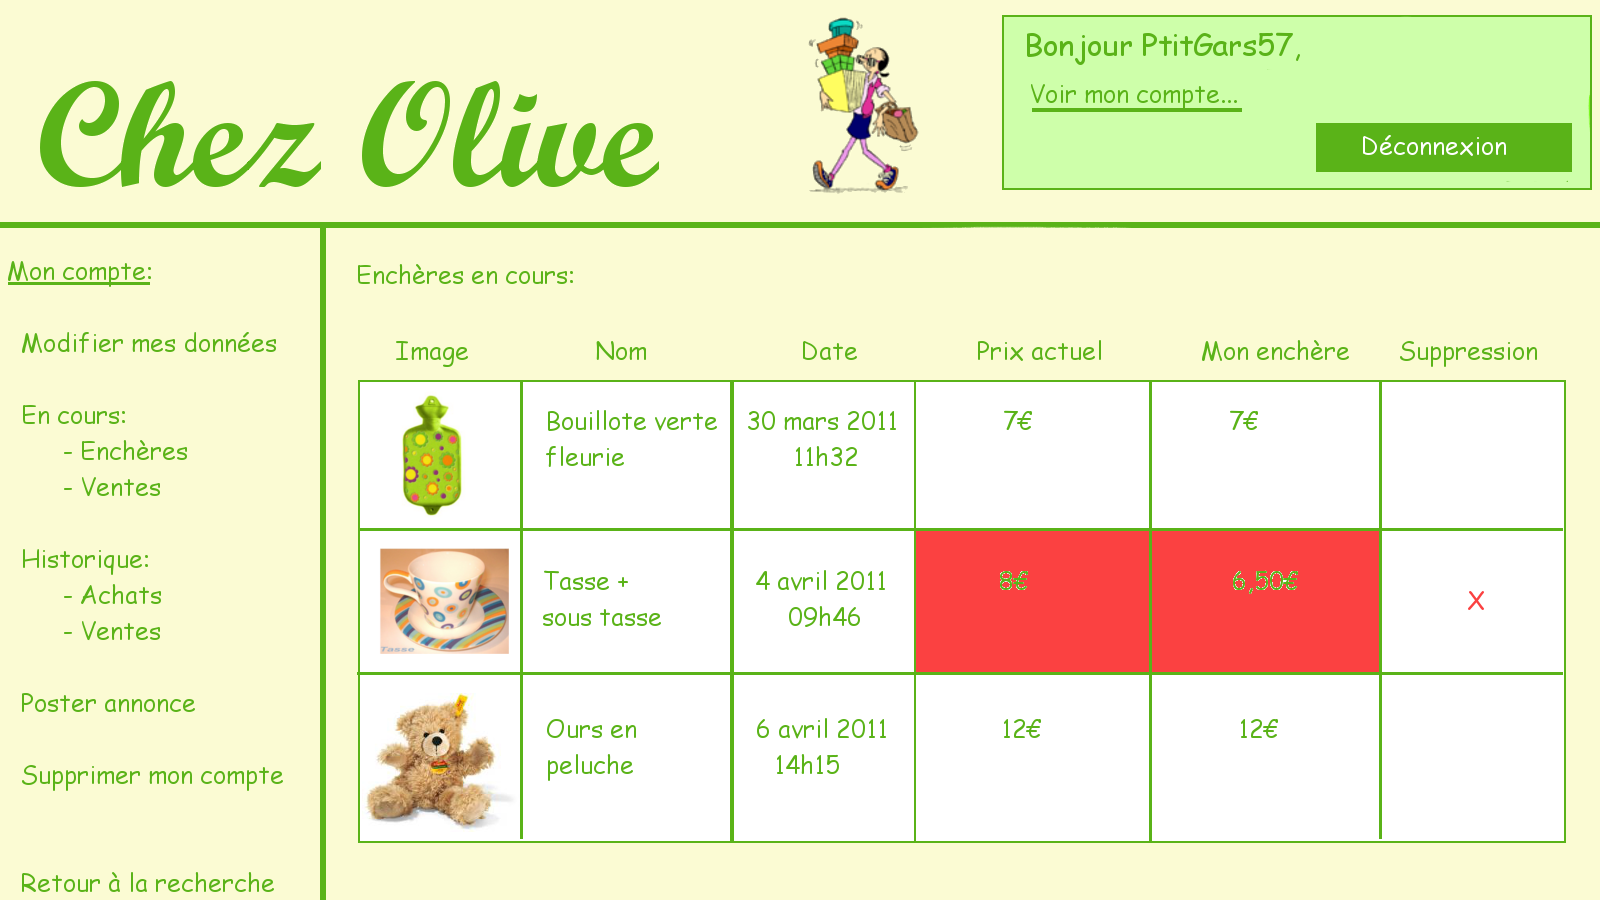 Chez Olive
Bonjour PtitGars57,
Voir mon compte...
Déconnexion
Mon compte:
Modifier mes données
En cours:
- Enchères
- Ventes
Historique:
- Achats
- Ventes
Poster annonce
Supprimer mon compte
Retour à la recherche
Enchères en cours:
Image Nom Date Prix actuel Mon enchère Suppression
Bouillote verte 30 mars 2011 7€ 7€
fleurie 11h32
Tasse + 4 avril 2011 8€ 6,50€
sous tasse 09h46 X
Tasse
Ours en 6 avril 2011 12€ 12€
peluche 14h15